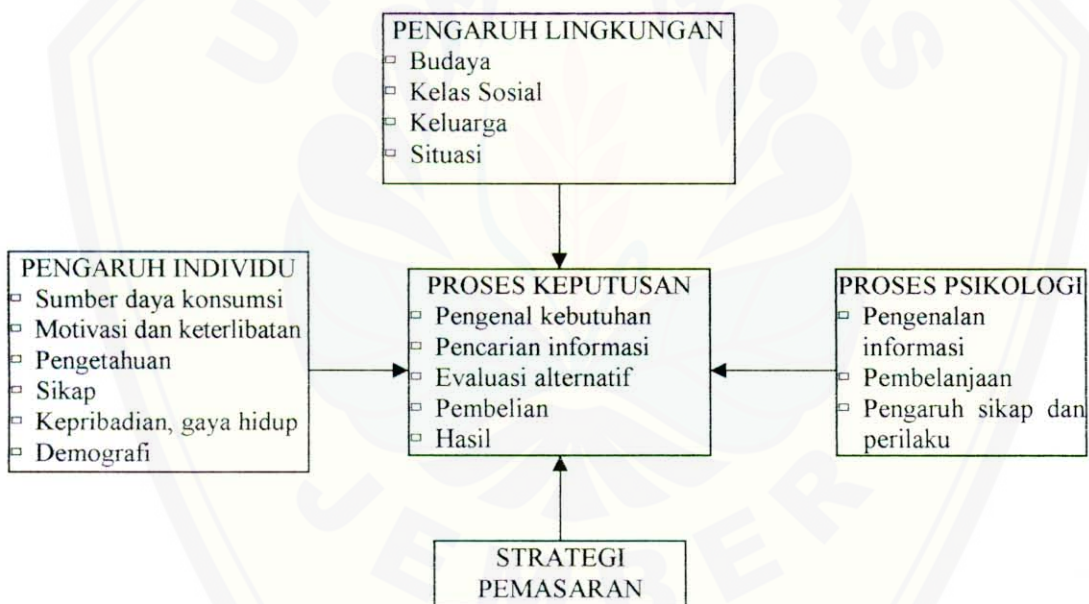 PENGARUH LINGKUNGAN
Budaya
Kelas Sosial
Keluarga
Situasi
PENGARUH INDIVIDU
Sumber daya konsumsi
Motivasi dan keterlibatan
Pengetahuan
Sikap
Kepribadian, gaya hidup
Demografi
PROSES KEPUTUSAN
Pengenal kebutuhan
Pencarian informasi
Evaluasi alternatif
Pembelian
Hasil
PROSES PSIKOLOGI
Pengenalan
informasi
Pembelanjaan
Pengaruh sikap dan
perilaku
STRATEGI
PEMASARAN
JEMBER